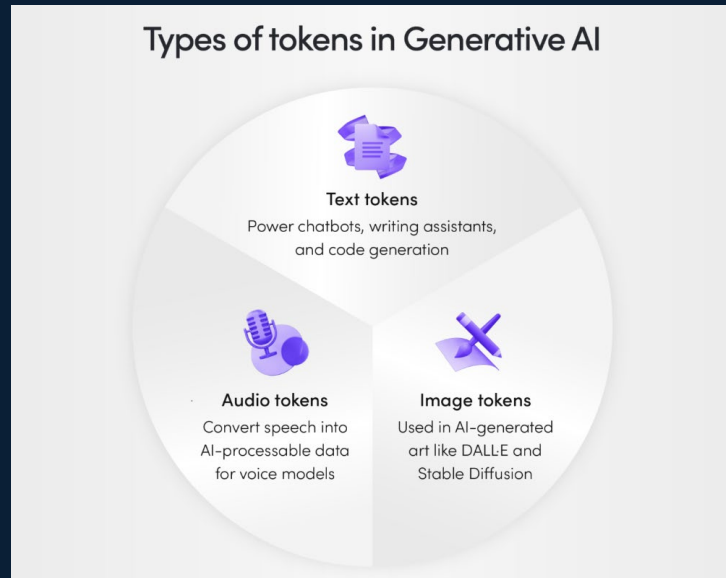 Types of tokens in Generative AI
Text tokens
Power chatbots, writing assistants,
and code generation
Audio tokens
Convert speech into
AI-processable data
for voice models
Image tokens
Used in AI-generated
art like DALL·E and
Stable Diffusion